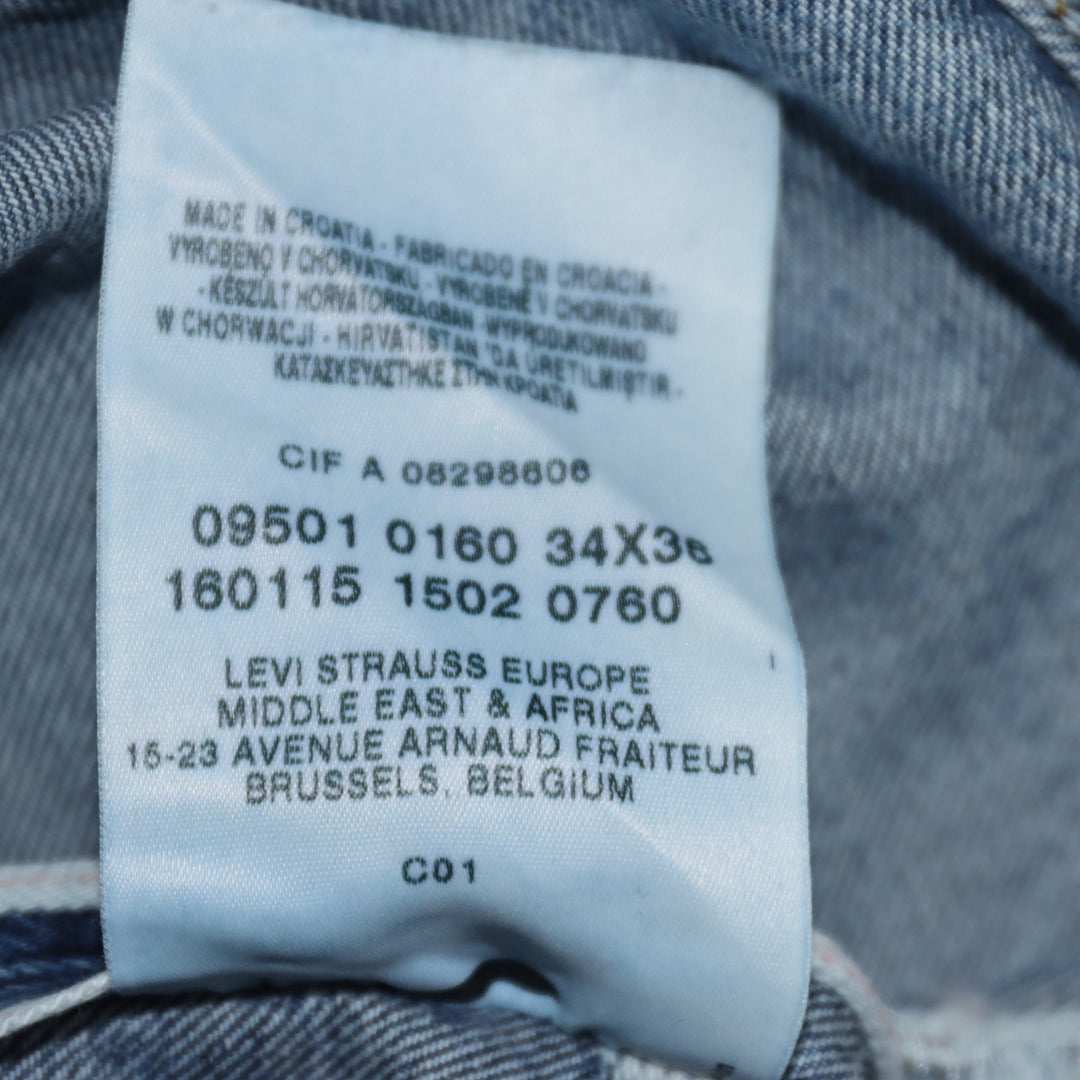 MADE IN CROATIA - FABRICADO EN CROACIA -
VYROBENO V CHORVATSKU - VYROBENÉ V CHORVATSKU
- KÉSZÜLT HORVATORSZAGBAN - WYPRODUKOWANO
W CHORWACJI - HIRVATISTAN 'DA ÜRETILMIŞTIR -
ΚΑΤΑΣΚΕΥΑΣΤΗΚΕ ΣΤΗΝ ΚΡΟΑΤΙΑ
CIF A 08298606
09501 0160 34X36
160115 1502 0760
LEVI STRAUSS EUROPE
MIDDLE EAST & AFRICA
15-23 AVENUE ARNAUD FRAITEUR
BRUSSELS, BELGIUM
C01